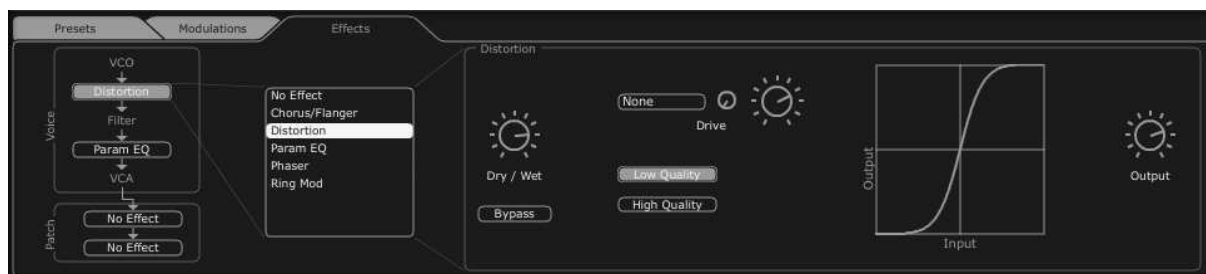 Presets
Modulations
Effects
Voice
VCO
Distortion
Filter
Param EQ
VCA
Patch
No Effect
No Effect
No Effect
Chorus/Flanger
Distortion
Param EQ
Phaser
Ring Mod
Distortion
Dry / Wet
Bypass
None
Drive
Low Quality
High Quality
Output
Input
Output